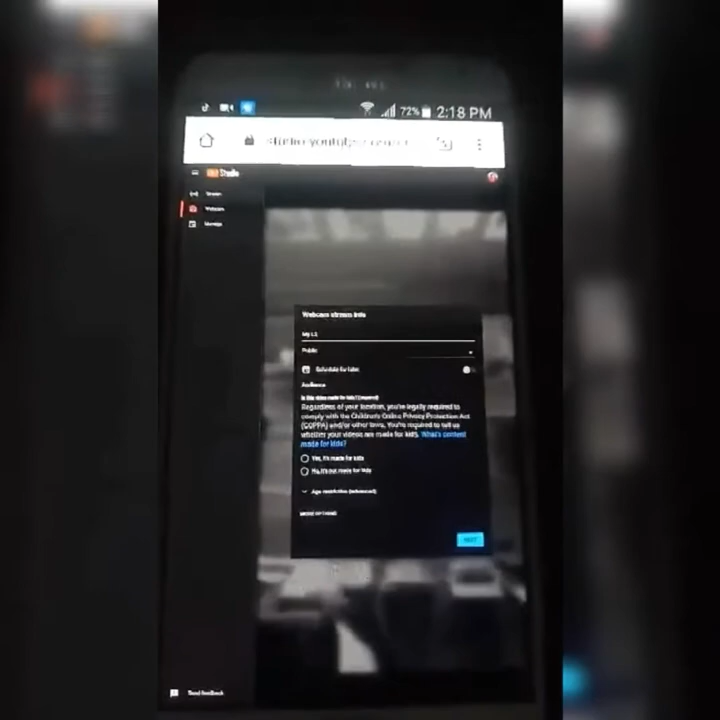 72% 2:18 PM
Studio
Stream
Webcam
Manage
Webcam stream info
Public
Schedule for later
Audience
Is this video made for kids? (required)
Regardless of your location, you're legally required to
comply with the Children's Online Privacy Protection Act
(COPPA) and/or other laws. You're required to tell us
whether your videos are made for kids. What's content
made for kids?
Yes, it's made for kids
No, it's not made for kids
Age restriction (advanced)
MORE OPTIONS
NEXT
Send feedback